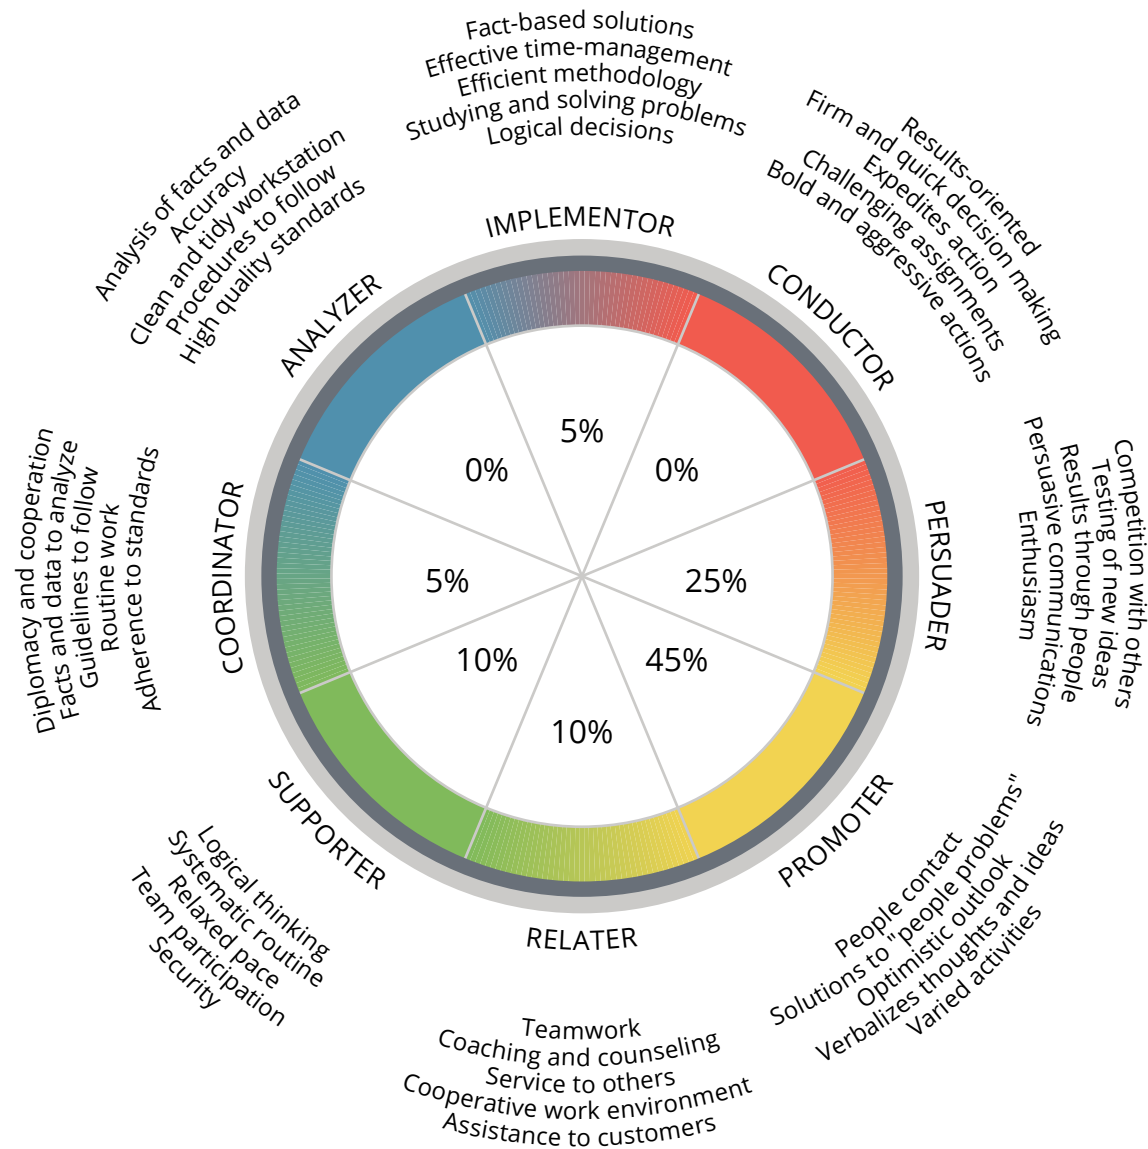 Fact-based solutions
Effective time-management
Efficient methodology
Studying and solving problems
Logical decisions
IMPLEMENTOR
5%
Results-oriented
Firm and quick decision making
Expedites action
Challenging assignments
Bold and aggressive actions
CONDUCTOR
0%
Competition with others
Testing of new ideas
Results through people
Persuasive communications
Enthusiasm
PERSUADER
25%
People contact
Solutions to "people problems"
Optimistic outlook
Verbalizes thoughts and ideas
Varied activities
PROMOTER
45%
RELATER
10%
Teamwork
Coaching and counseling
Service to others
Cooperative work environment
Assistance to customers
SUPPORTER
10%
Logical thinking
Systematic routine
Relaxed pace
Team participation
Security
COORDINATOR
5%
Diplomacy and cooperation
Facts and data to analyze
Guidelines to follow
Routine work
Adherence to standards
ANALYZER
0%
Analysis of facts and data
Accuracy
Clean and tidy workstation
Procedures to follow
High quality standards